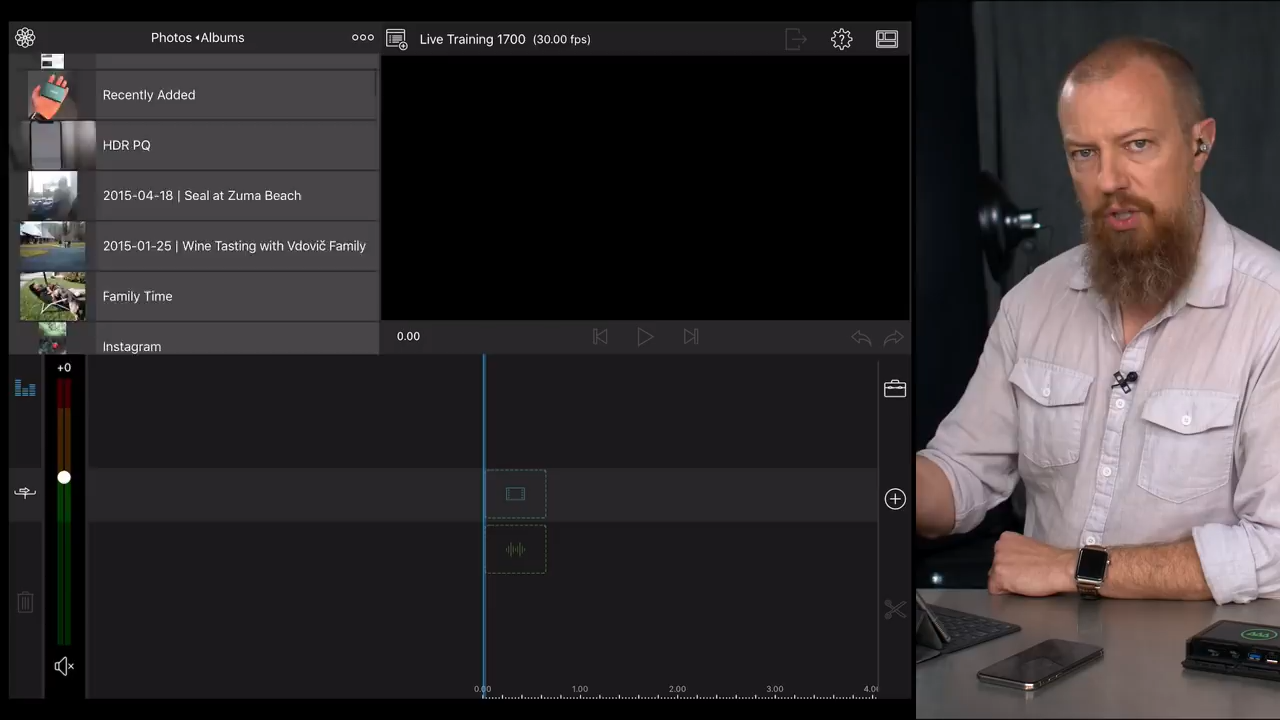 Photos ◂Albums
Live Training 1700 (30.00 fps)
Recently Added
HDR PQ
2015-04-18 | Seal at Zuma Beach
2015-01-25 | Wine Tasting with Vdovič Family
Family Time
Instagram
0.00
+0
0.00 1.00 2.00 3.00 4.0